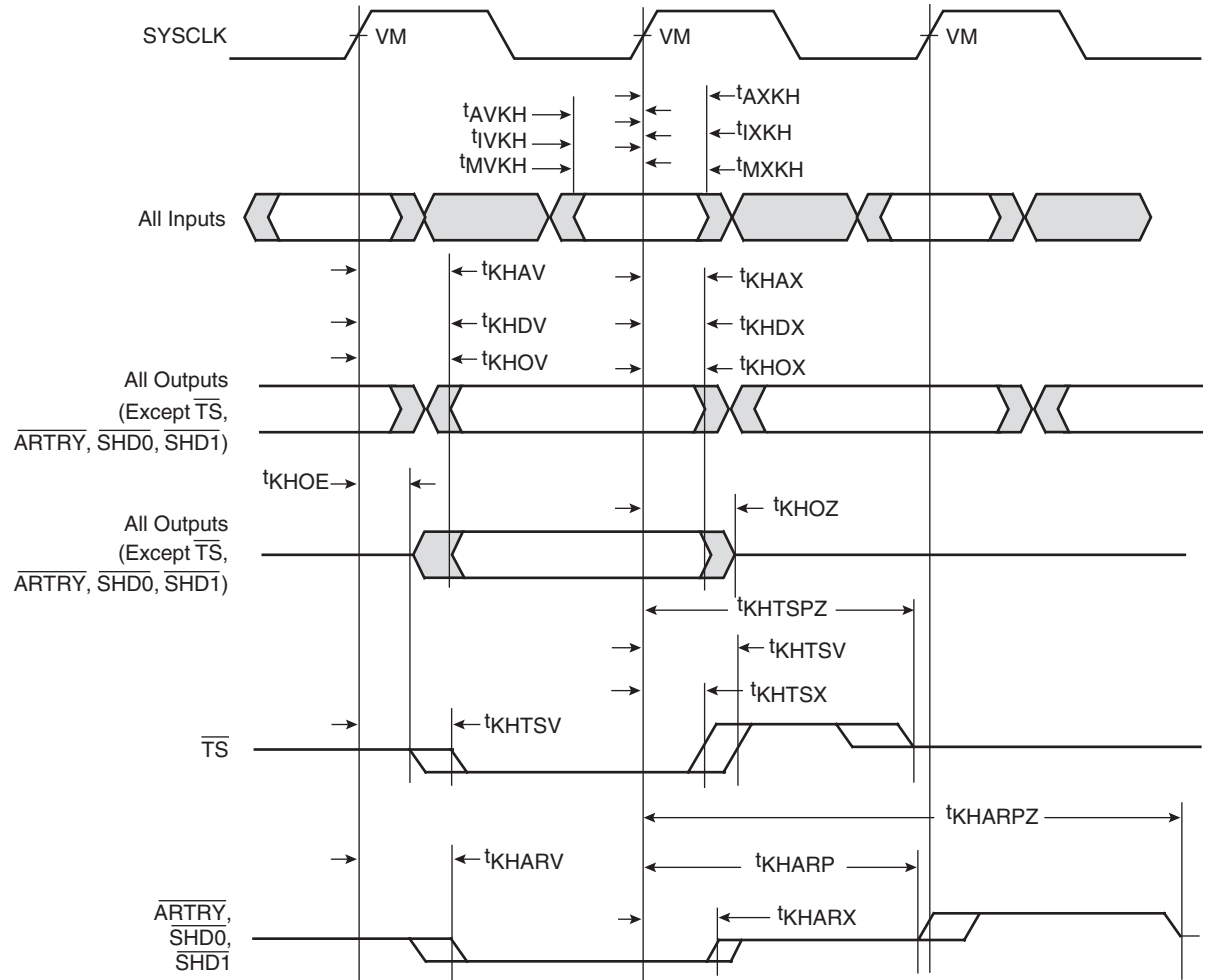 SYSCLK
VM
VM
VM
tAVKH
tIVKH
tMVKH
tAXKH
tIXKH
tMXKH
All Inputs
tKHAV
tKHDV
tKHOV
tKHAX
tKHDX
tKHOX
All Outputs
(Except TS,
ARTRY, SHD0, SHD1)
tKHOE
tKHOZ
All Outputs
(Except TS,
ARTRY, SHD0, SHD1)
tKHTSPZ
tKHTSV
tKHTSX
tKHTSV
TS
tKHARPZ
tKHARV
tKHARP
tKHARX
ARTRY,
SHD0,
SHD1